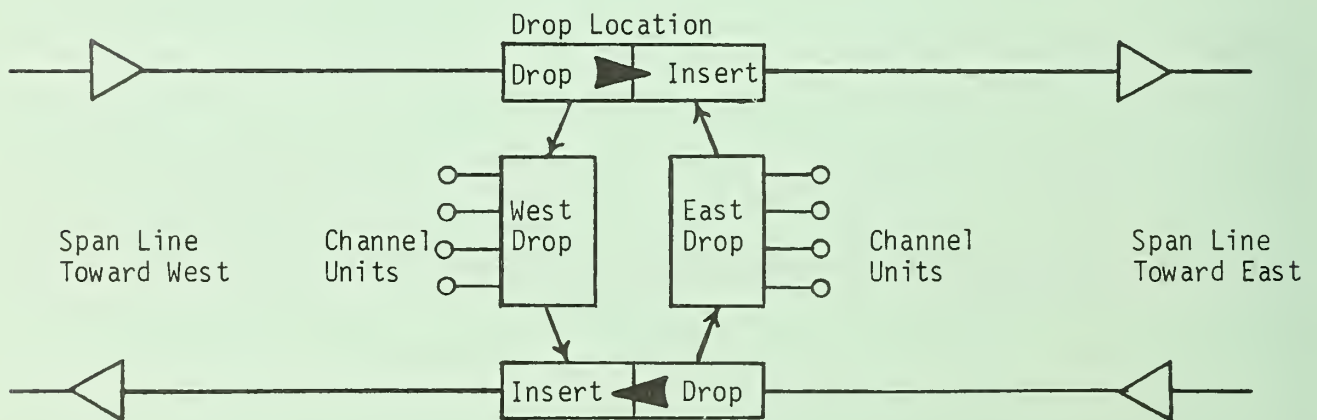 Drop Location
Drop Insert
West
Drop
East
Drop
Span Line
Toward West
Channel
Units
Channel
Units
Span Line
Toward East
Insert Drop